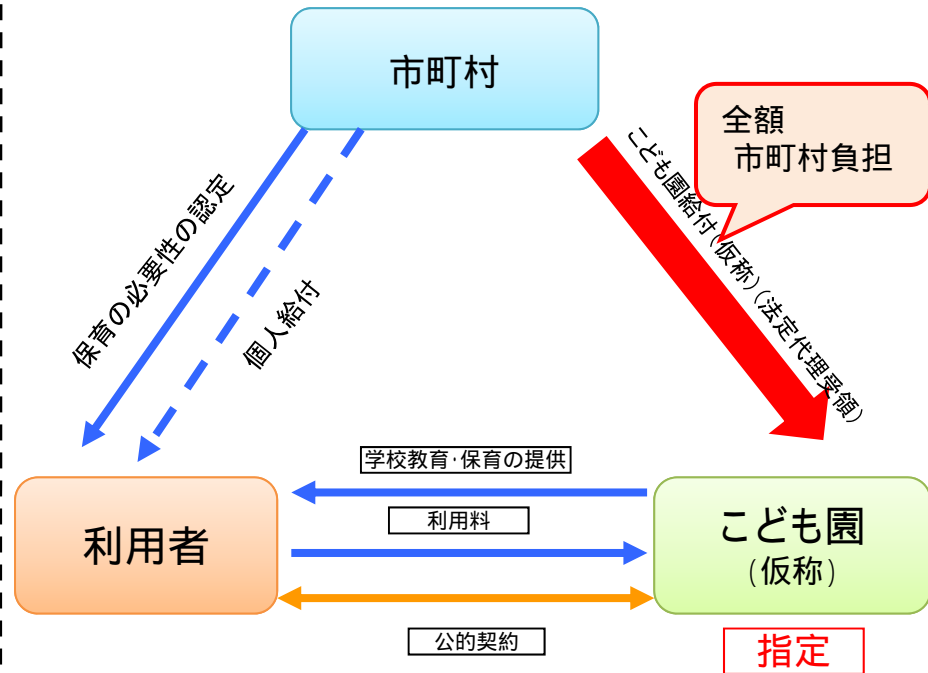 市町村
全額
市町村負担
こども園給付(仮称)(法定代理受領)
保育の必要性の認定
個人給付
学校教育・保育の提供
利用料
利用者
こども園
(仮称)
公的契約
指定